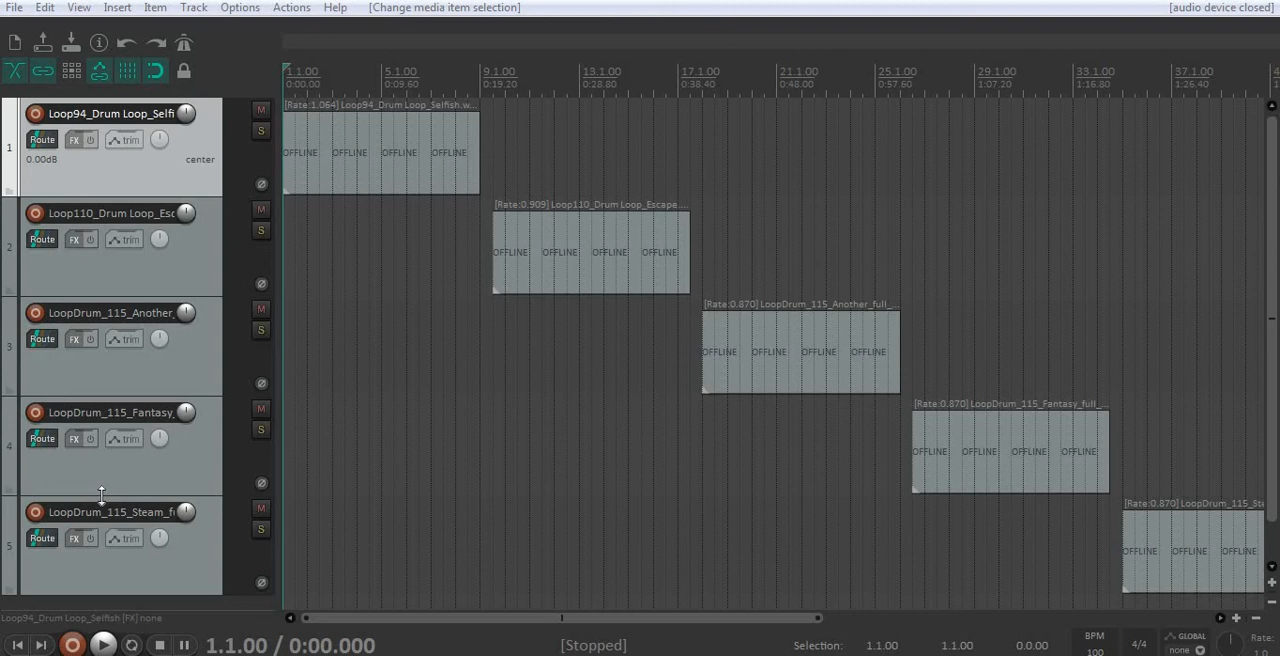 File Edit View Insert Item Track Options Actions Help [Change media item selection] [audio device closed]
1.1.00 5.1.00 9.1.00 13.1.00 17.1.00 21.1.00 25.1.00 29.1.00 33.1.00 37.1.00 4
0:00.00 0:09.60 0:19.20 0:28.80 0:38.40 0:48.00 0:57.60 1:07.20 1:16.80 1:26.40 1
[Rate:1.064] Loop94_Drum Loop_Selfish.w...
Loop94_Drum Loop_Selfi M
S
1 Route FX trim
0.00dB center
OFFLINE OFFLINE OFFLINE OFFLINE
[Rate:0.909] Loop110_Drum Loop_Escape....
Loop110_Drum Loop_Esc M
S
2 Route FX trim
OFFLINE OFFLINE OFFLINE OFFLINE
[Rate:0.870] LoopDrum_115_Another_full_...
LoopDrum_115_Another_ M
S
3 Route FX trim
OFFLINE OFFLINE OFFLINE OFFLINE
[Rate:0.870] LoopDrum_115_Fantasy_full_...
LoopDrum_115_Fantasy_ M
S
4 Route FX trim
OFFLINE OFFLINE OFFLINE OFFLINE
[Rate:0.870] LoopDrum_115_Ste
LoopDrum_115_Steam_fu M
S
5 Route FX trim
OFFLINE OFFLINE OFFLINE
Loop94_Drum Loop_Selfish [FX] none
1.1.00 / 0:00.000 [Stopped] Selection: 1.1.00 1.1.00 0.0.00 BPM 100 4/4 GLOBAL none Rate: 1.0